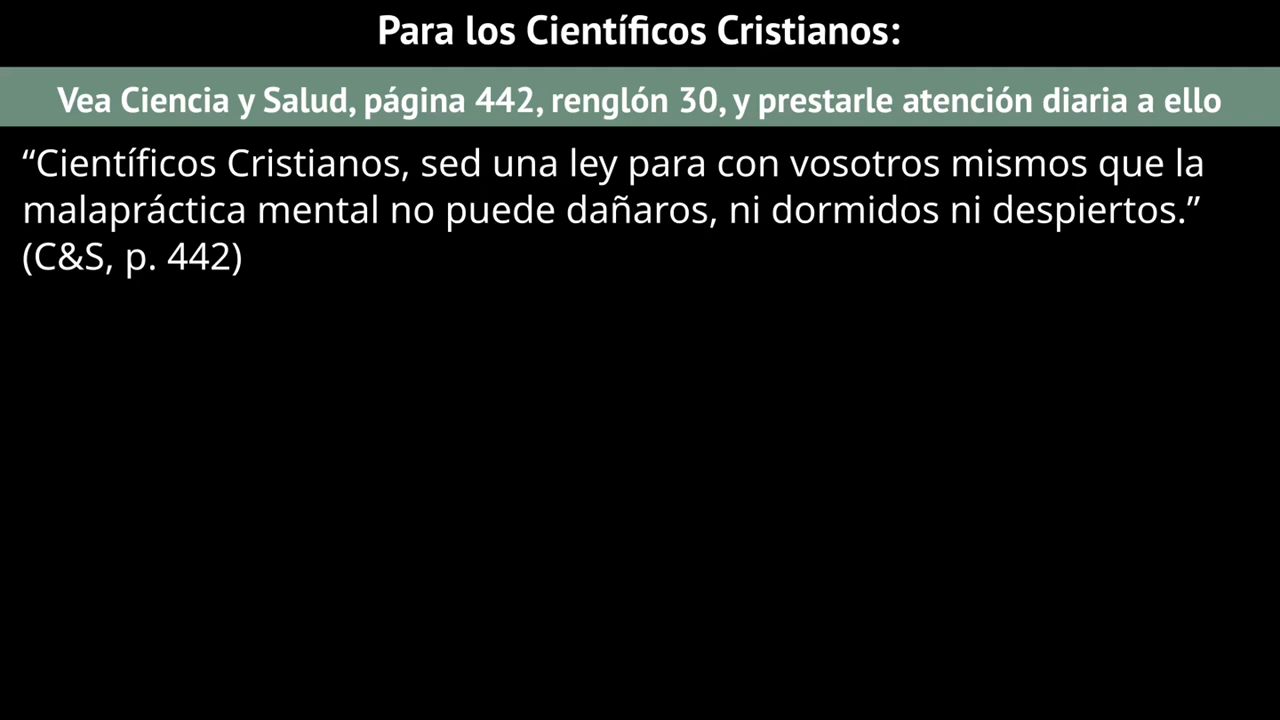 Para los Científicos Cristianos:
Vea Ciencia y Salud, página 442, renglón 30, y prestarle atención diaria a ello
“Científicos Cristianos, sed una ley para con vosotros mismos que la
malapráctica mental no puede dañaros, ni dormidos ni despiertos.”
(C&S, p. 442)